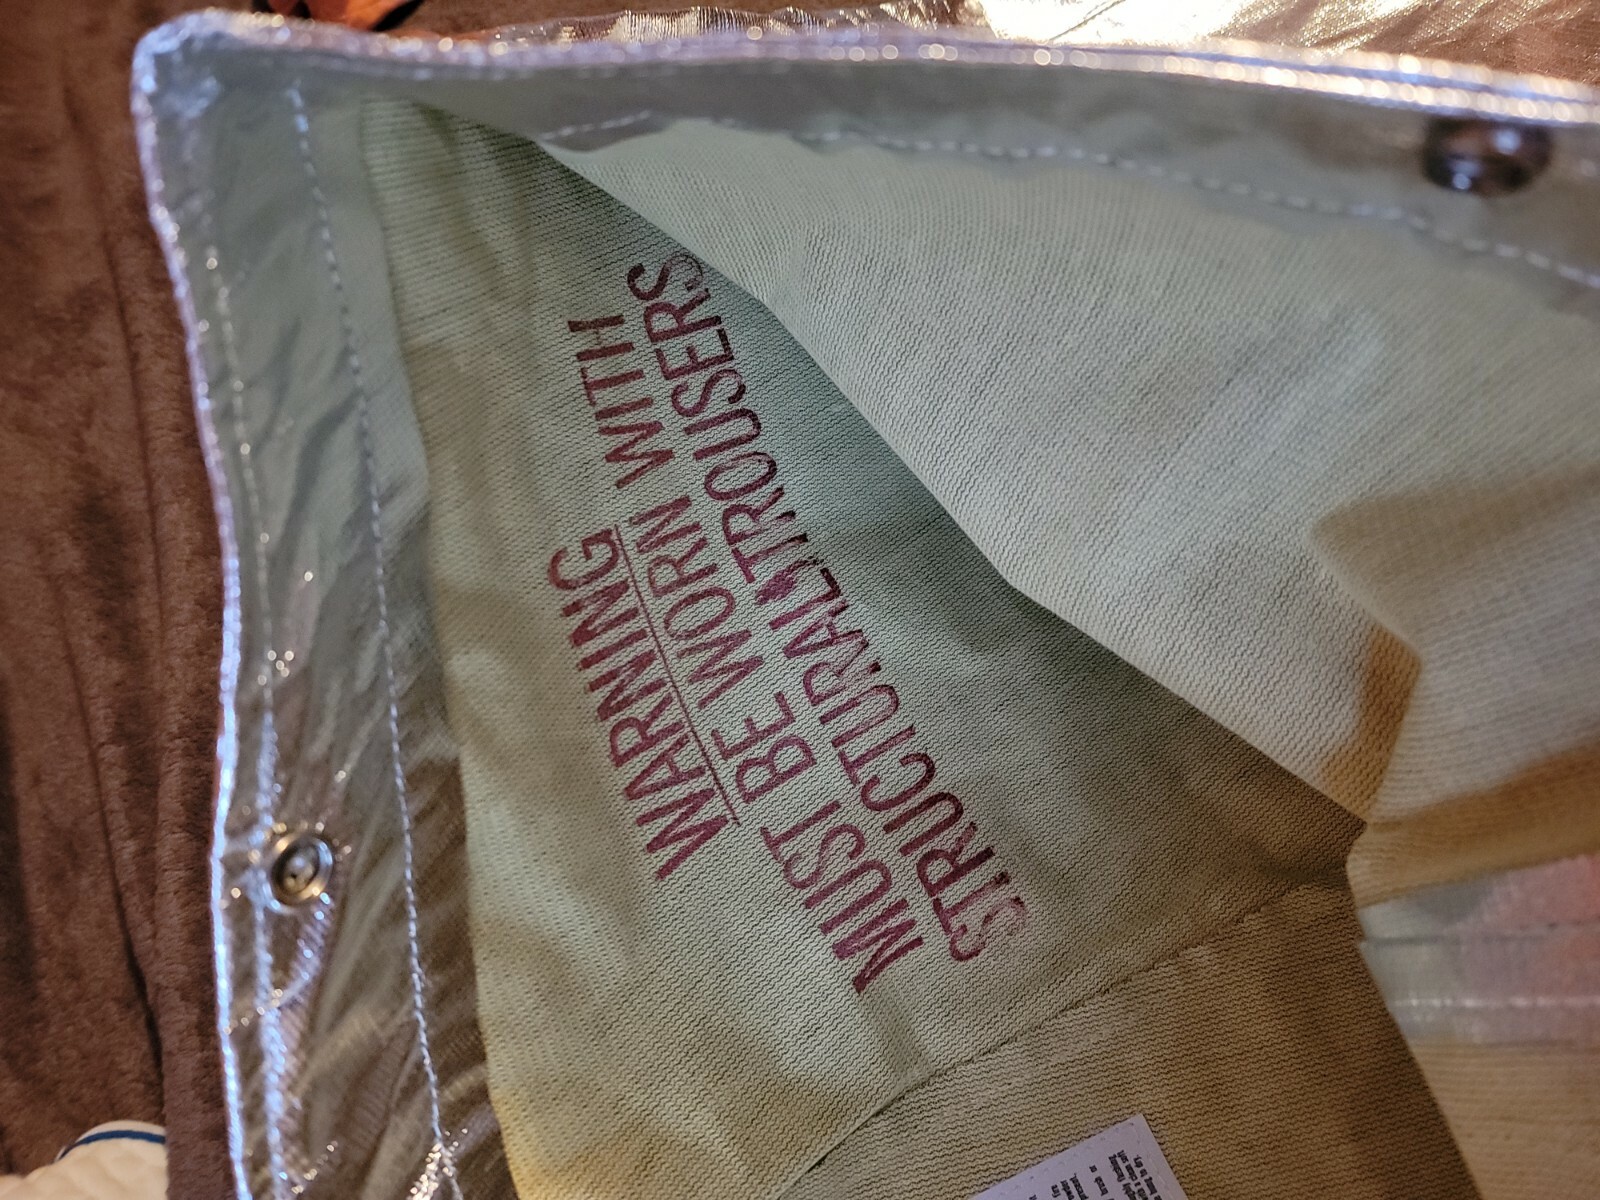 WARNING
MUST BE WORN WITH
STRUCTURAL TROUSERS